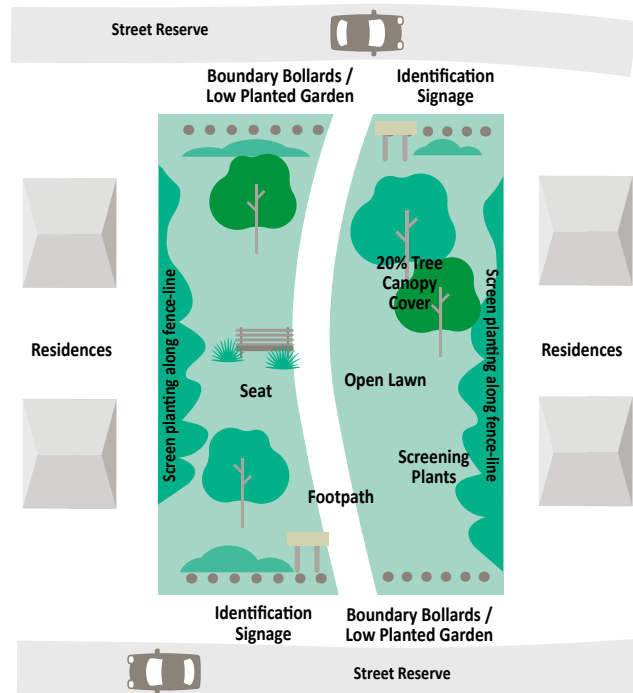 Street Reserve
Boundary Bollards /
Low Planted Garden
Identification
Signage
20% Tree
Canopy
Cover
Screen planting along fence-line
Screen planting along fence-line
Residences
Residences
Seat
Open Lawn
Screening
Plants
Footpath
Identification
Signage
Boundary Bollards /
Low Planted Garden
Street Reserve